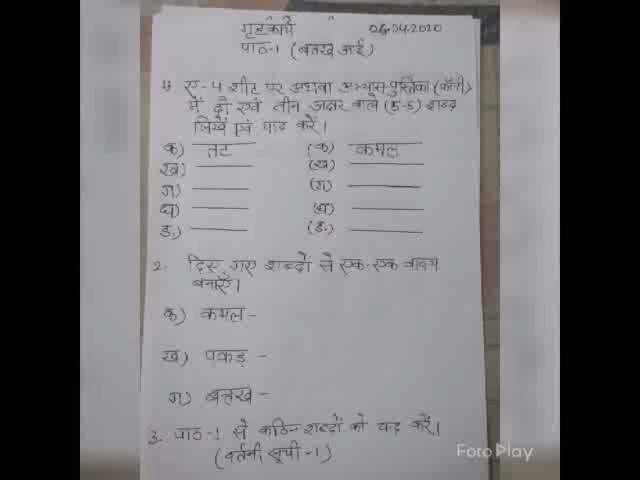 गृहकार्य 06.04.2020
पाठ-1 (बतख आई)
1) ए-4 शीट पर अथवा अभ्यास-पुस्तिका (कॉपी)
में दो एवं तीन अक्षर वाले (5-5) शब्द
लिखें एवं याद करें।
क) तट (क) कमल
ख) (ख)
ग) (ग)
घ) (घ)
ङ.) (ङ.)
2. दिए गए शब्दों से एक-एक वाक्य
बनाएँ।
क) कमल -
ख) पकड़ -
ग) बत्तख -
3. पाठ-1 से कठिन शब्दों को याद करें।
(वर्तनी सूची-1)
Foto Play